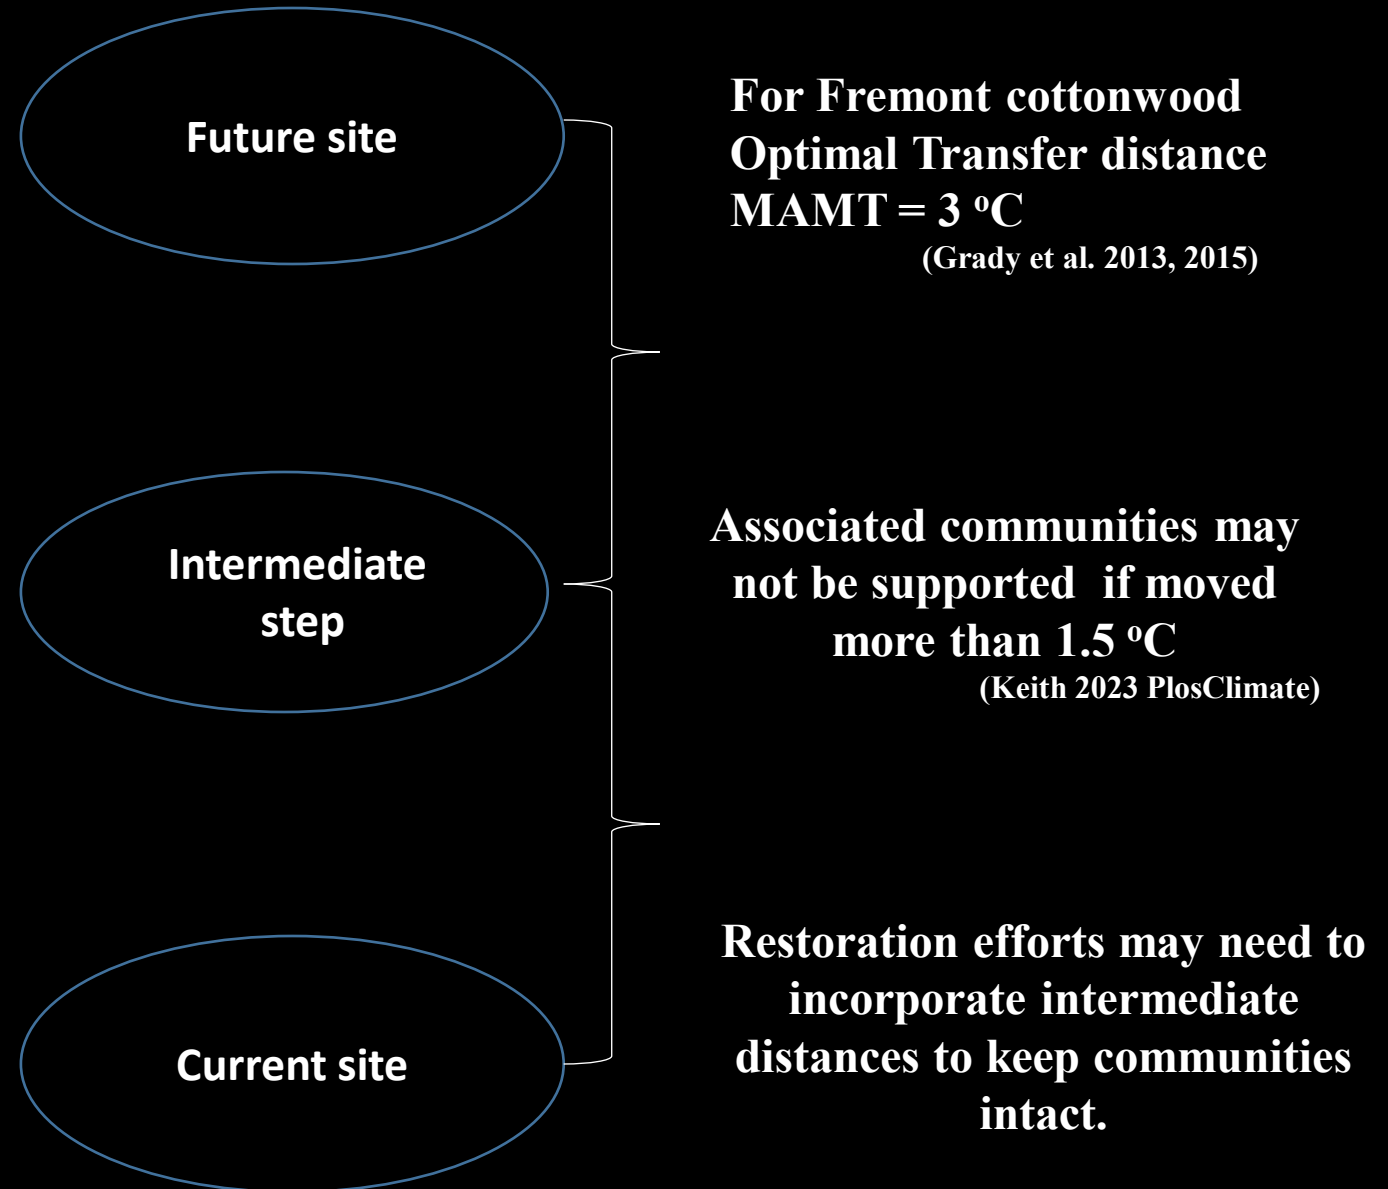 Future site
For Fremont cottonwood
Optimal Transfer distance
MAMT = 3 ºC
(Grady et al. 2013, 2015)
Intermediate
step
Associated communities may
not be supported  if moved
more than 1.5 ºC
(Keith 2023 PlosClimate)
Current site
Restoration efforts may need to
incorporate intermediate
distances to keep communities
intact.